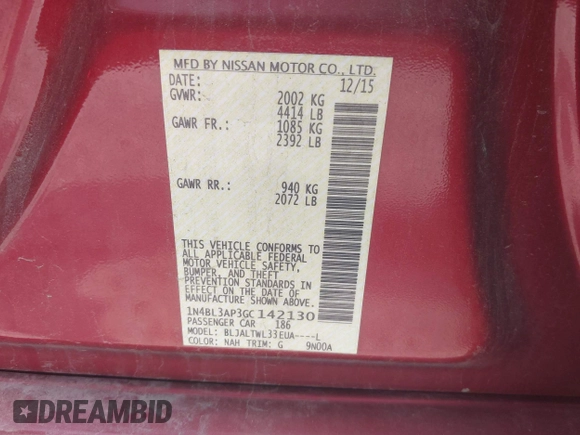 MFD BY NISSAN MOTOR CO., LTD.
DATE: 12/15
GVWR: 2002 KG
4414 LB
GAWR FR.: 1085 KG
2392 LB
GAWR RR.: 940 KG
2072 LB
THIS VEHICLE CONFORMS TO
ALL APPLICABLE FEDERAL
MOTOR VEHICLE SAFETY,
BUMPER, AND THEFT
PREVENTION STANDARDS IN
EFFECT ON THE DATE OF
MANUFACTURE SHOWN ABOVE.
1N4BL3AP3GC142130
PASSENGER CAR 186
MODEL: BLJALTWL33EUA----L
COLOR: NAH TRIM: G 9N00A
DREAMBID